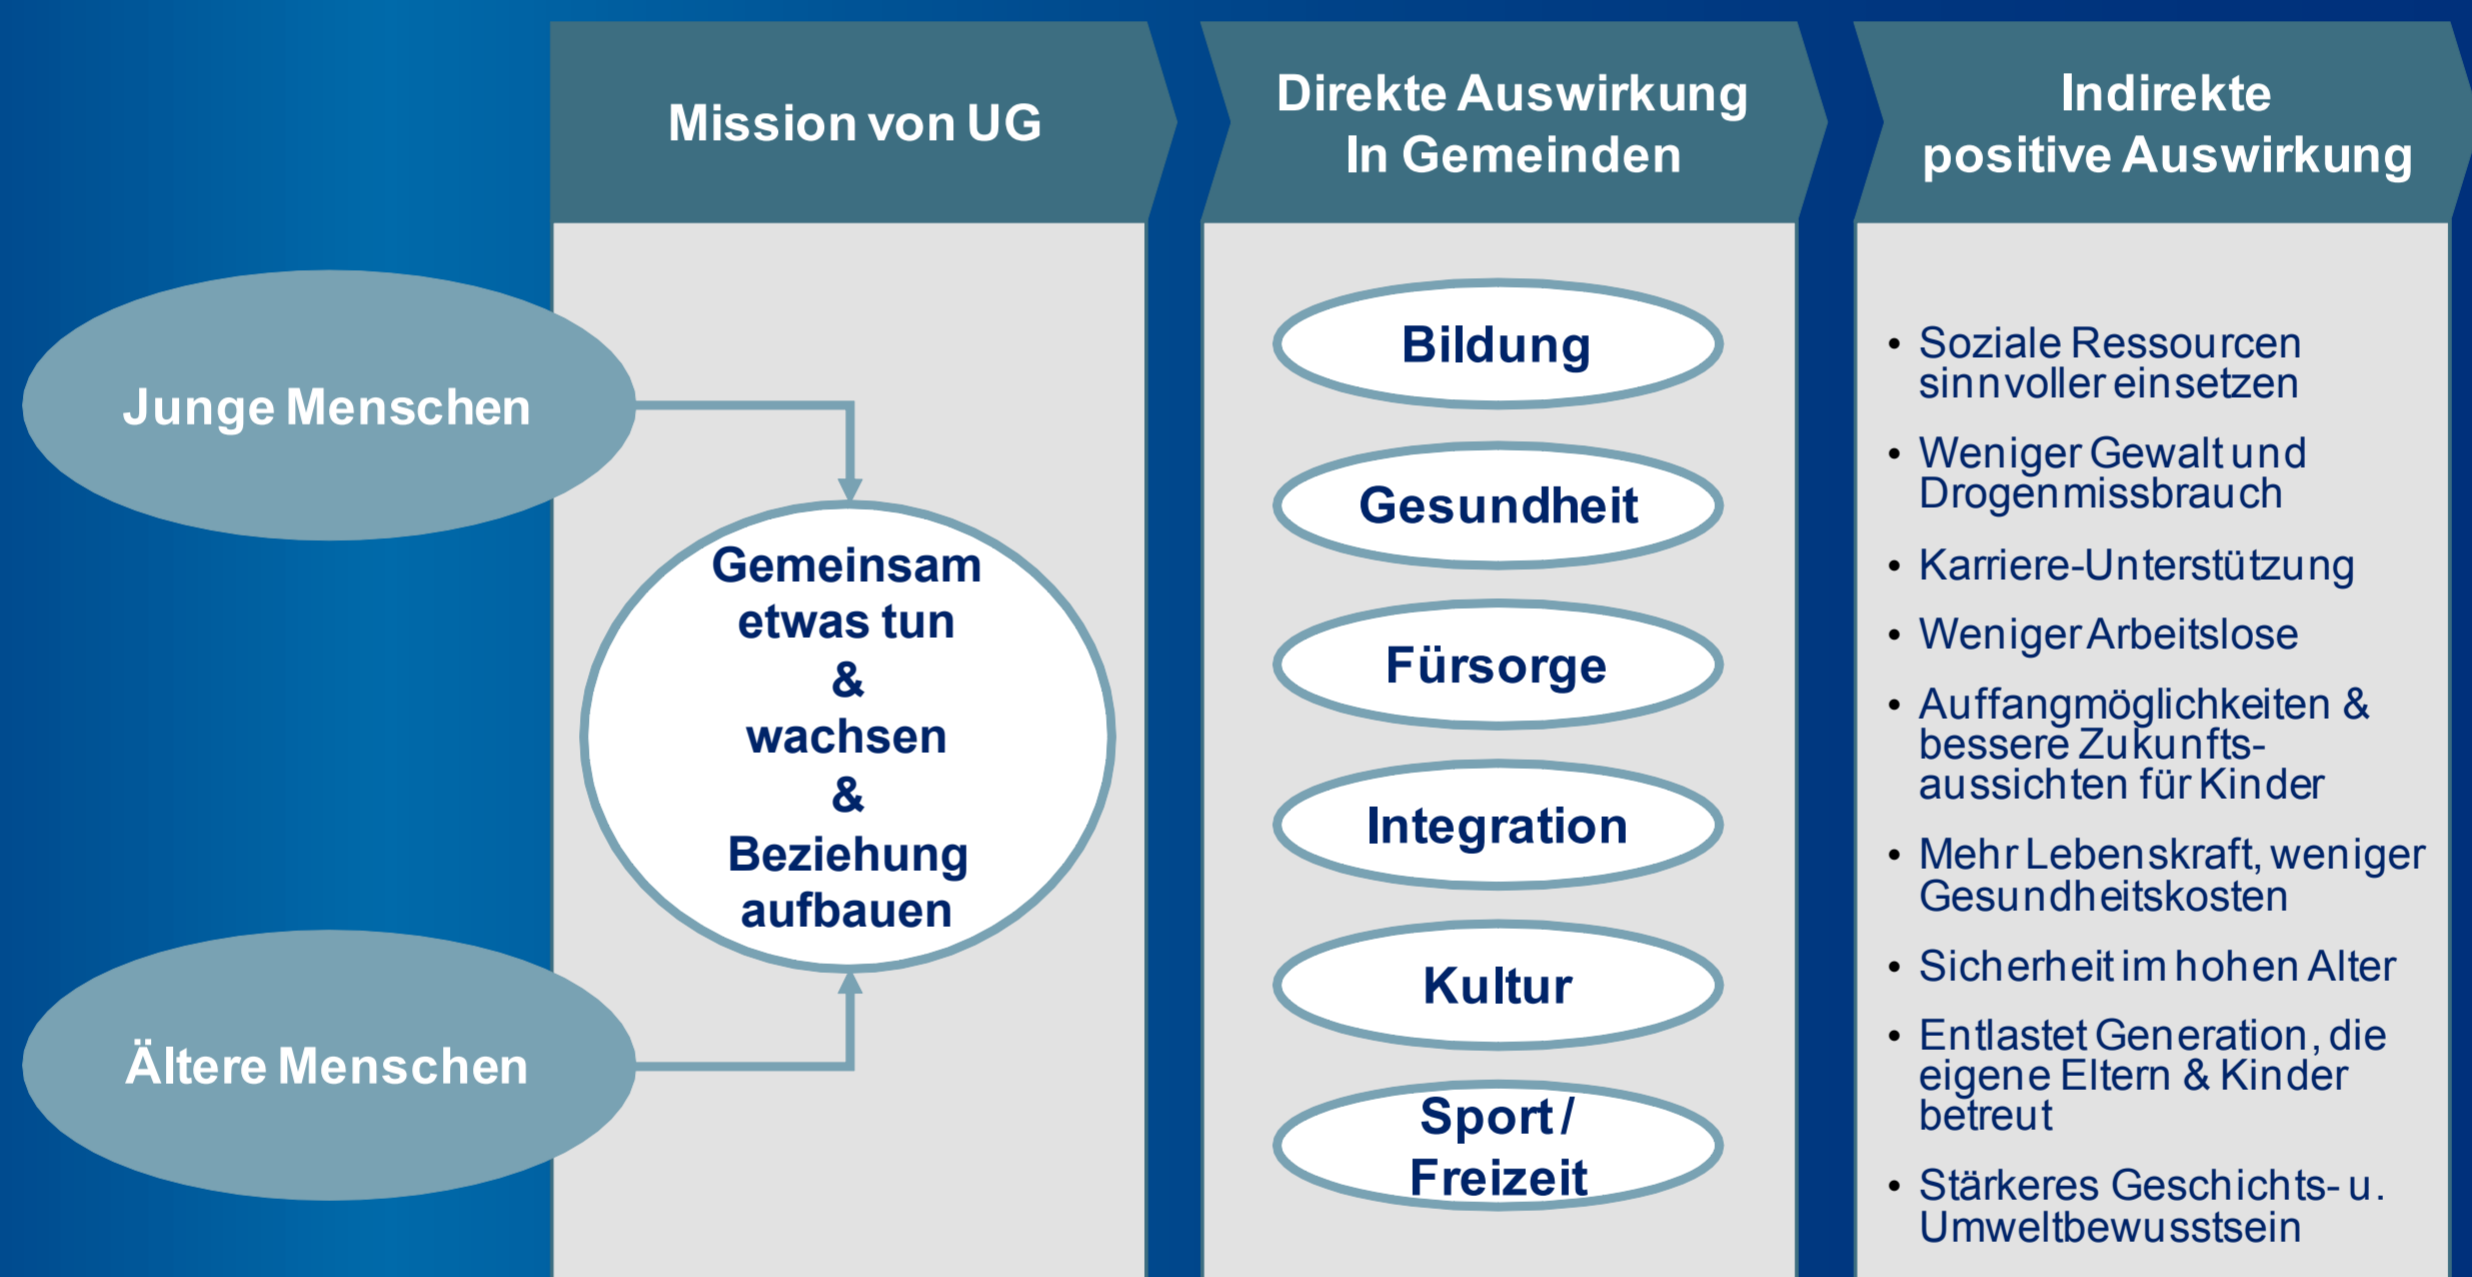 Mission von UG
Direkte Auswirkung
In Gemeinden
Indirekte
positive Auswirkung
Junge Menschen
Ältere Menschen
Gemeinsam
etwas tun
&
wachsen
&
Beziehung
aufbauen
Bildung
Gesundheit
Fürsorge
Integration
Kultur
Sport /
Freizeit
• Soziale Ressourcen
sinnvoller einsetzen
• Weniger Gewalt und
Drogenmissbrauch
• Karriere-Unterstützung
• Weniger Arbeitslose
• Auffangmöglichkeiten &
bessere Zukunfts-
aussichten für Kinder
• Mehr Lebenskraft, weniger
Gesundheitskosten
• Sicherheit im hohen Alter
• Entlastet Generation, die
eigene Eltern & Kinder
betreut
• Stärkeres Geschichts- u.
Umweltbewusstsein